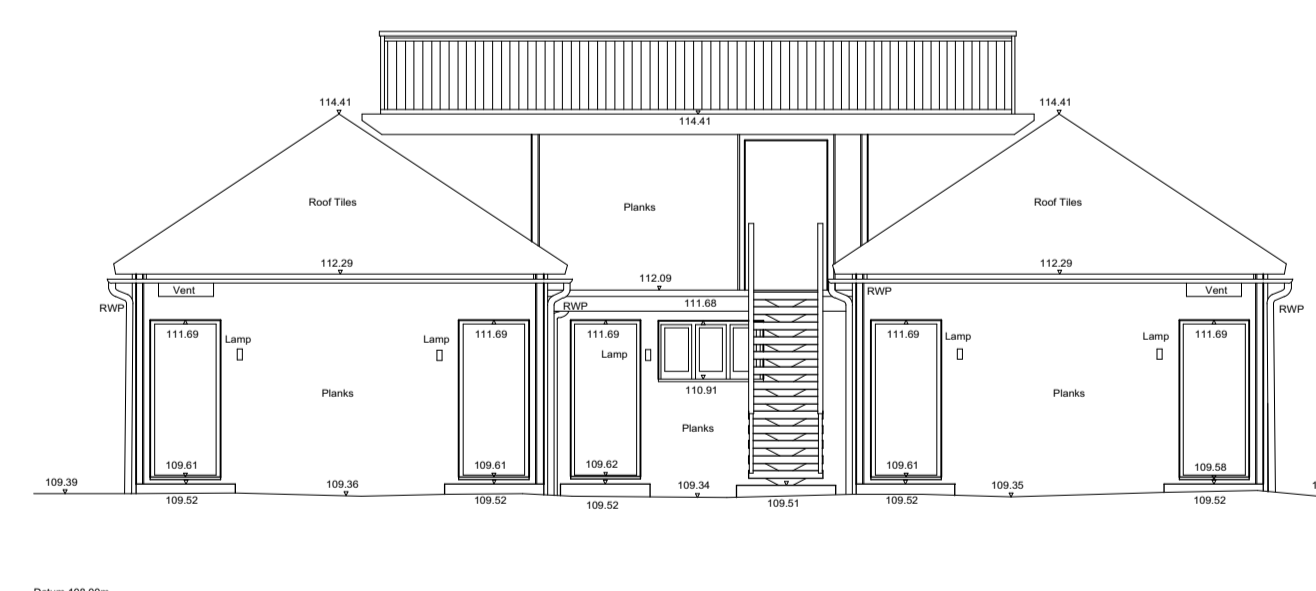 114.41
114.41
114.41
Roof Tiles
Planks
Roof Tiles
112.29
112.29
112.09
Vent
RWP
RWP
111.68
RWP
Vent
RWP
111.69
Lamp
Lamp
111.69
111.69
Lamp
111.69
Lamp
Lamp
111.69
110.91
Planks
Planks
Planks
109.61
109.61
109.62
109.61
109.58
109.39
109.36
109.34
109.35
109.52
109.52
109.52
109.51
109.52
109.52